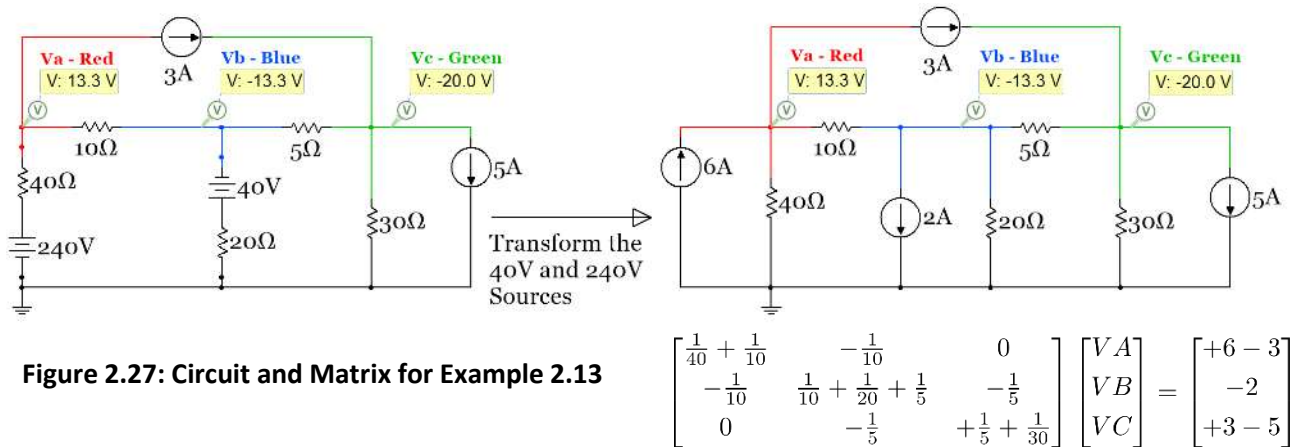 3A
Va - Red
V: 13.3 V
Vb - Blue
V: -13.3 V
Vc - Green
V: -20.0 V
10Ω
5Ω
40Ω
40V
5A
240V
20Ω
30Ω
Transform the
40V and 240V
Sources
3A
Va - Red
V: 13.3 V
Vb - Blue
V: -13.3 V
Vc - Green
V: -20.0 V
6A
10Ω
5Ω
40Ω
2A
20Ω
30Ω
5A
Figure 2.27: Circuit and Matrix for Example 2.13
[1/40 + 1/10 -1/10 0] [VA] [+6 - 3]
[-1/10 1/10 + 1/20 + 1/5 -1/5] [VB] = [-2]
[0 -1/5 +1/5 + 1/30] [VC] [+3 - 5]